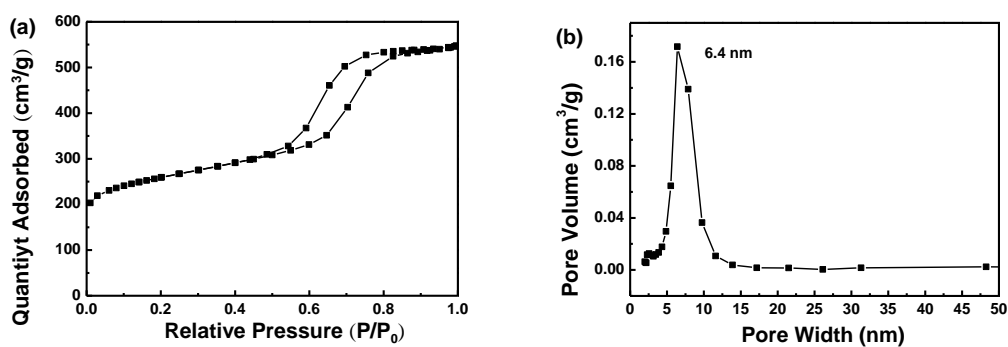 (a)
600
500
400
300
200
100
0
0.0 0.2 0.4 0.6 0.8 1.0
Quantiyt Adsorbed (cm³/g)
Relative Pressure (P/P₀)
(b)
6.4 nm
0.16
0.12
0.08
0.04
0.00
0 5 10 15 20 25 30 35 40 45 50
Pore Volume (cm³/g)
Pore Width (nm)